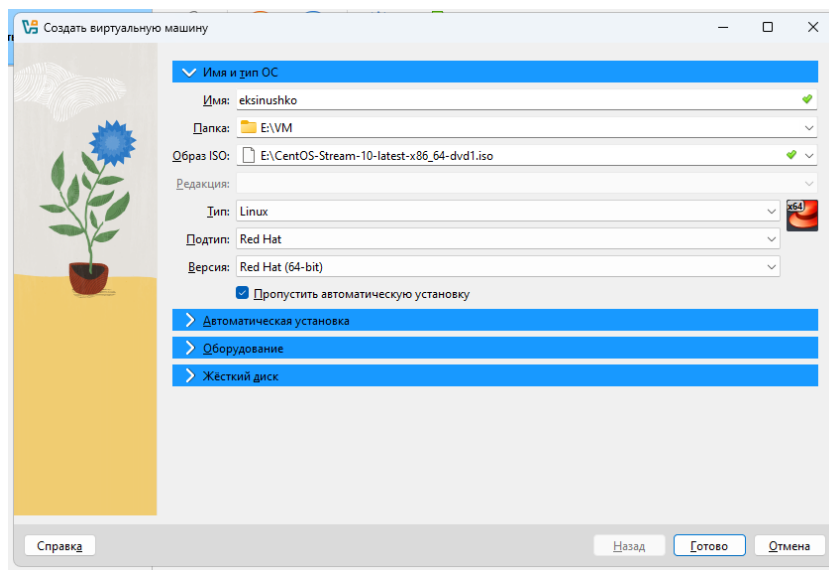 Создать виртуальную машину
Имя и тип ОС
Имя: eksinushko
Папка: E:\VM
Образ ISO: E:\CentOS-Stream-10-latest-x86_64-dvd1.iso
Редакция:
Тип: Linux
x64
Подтип: Red Hat
Версия: Red Hat (64-bit)
Пропустить автоматическую установку
Автоматическая установка
Оборудование
Жёсткий диск
Справка Назад Готово Отмена